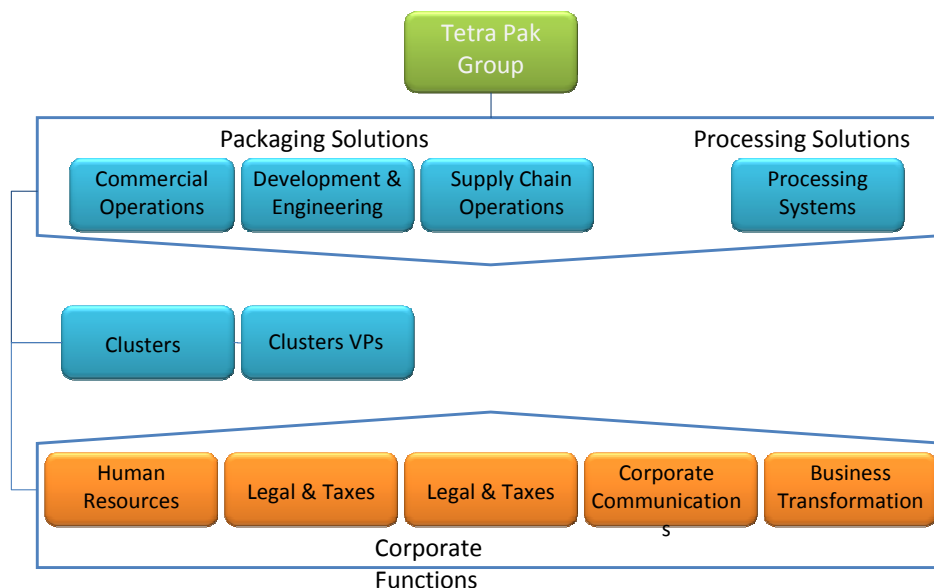 Tetra Pak
Group
Packaging Solutions
Processing Solutions
Commercial
Operations
Development &
Engineering
Supply Chain
Operations
Processing
Systems
Clusters
Clusters VPs
Human
Resources
Legal & Taxes
Legal & Taxes
Corporate
Communication
s
Business
Transformation
Corporate
Functions